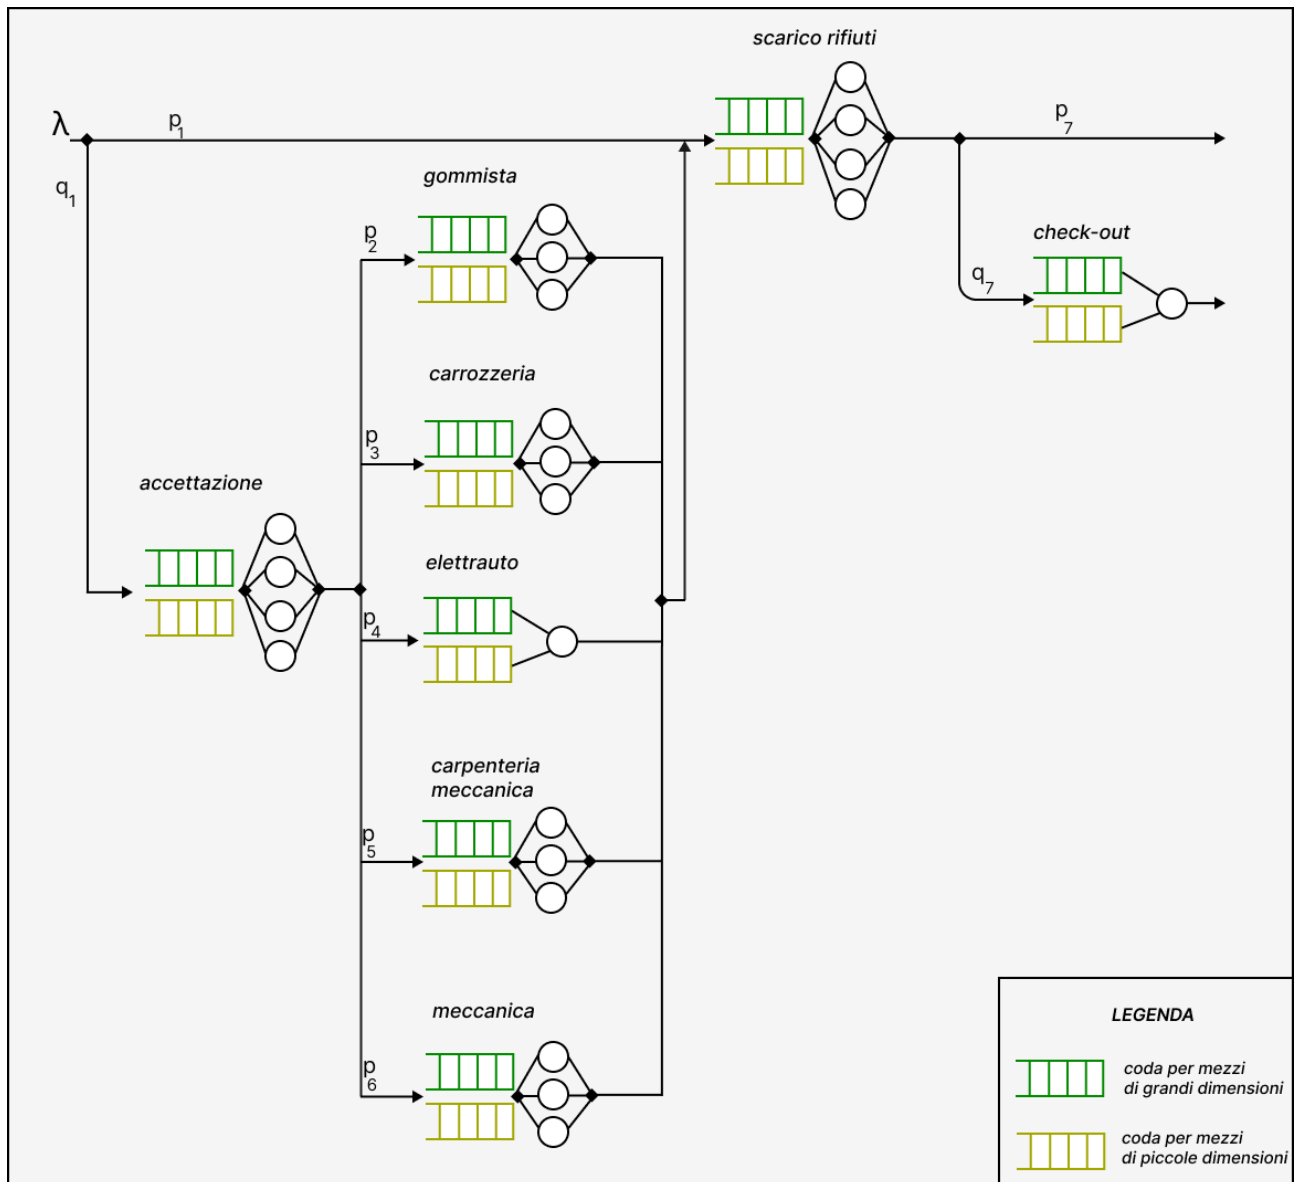 scarico rifiuti
λ
p1
p7
q1
gommista
p2
check-out
q7
carrozzeria
p3
accettazione
elettrauto
p4
carpenteria
meccanica
p5
meccanica
p6
LEGENDA
coda per mezzi
di grandi dimensioni
coda per mezzi
di piccole dimensioni